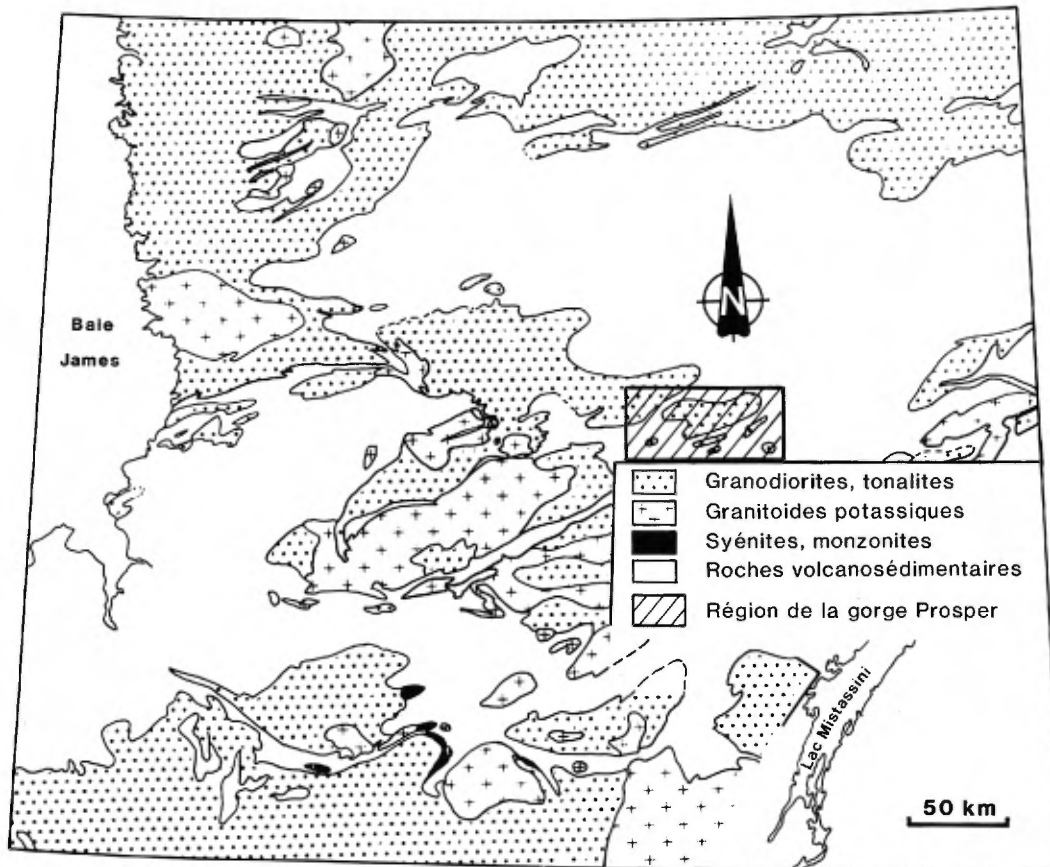 N
Baie
James
Granodiorites, tonalites
Granitoides potassiques
Syénites, monzonites
Roches volcanosédimentaires
Région de la gorge Prosper
Lac Mistassini
50 km